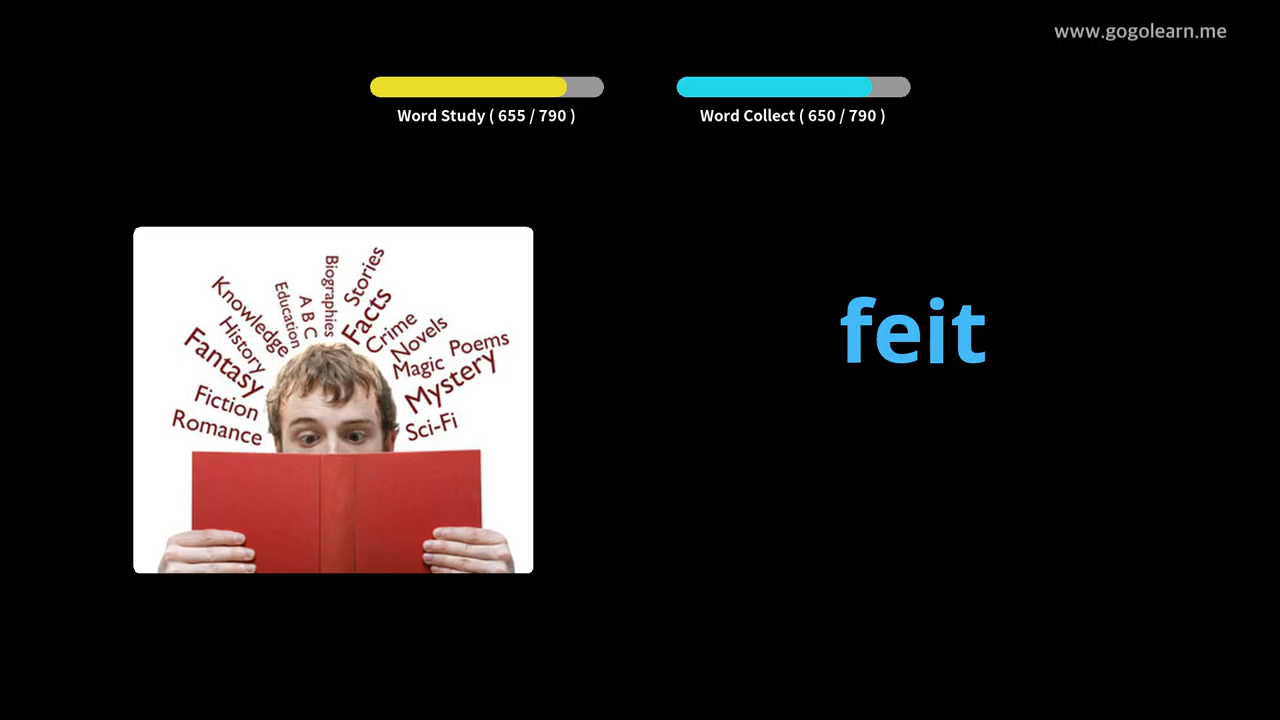 www.gogolearn.me
Word Study ( 655 / 790 )
Word Collect ( 650 / 790 )
feit
Biographies
Stories
Education
A B C
Facts
Knowledge
History
Crime
Novels
Fantasy
Magic
Poems
Mystery
Fiction
Romance
Sci-Fi